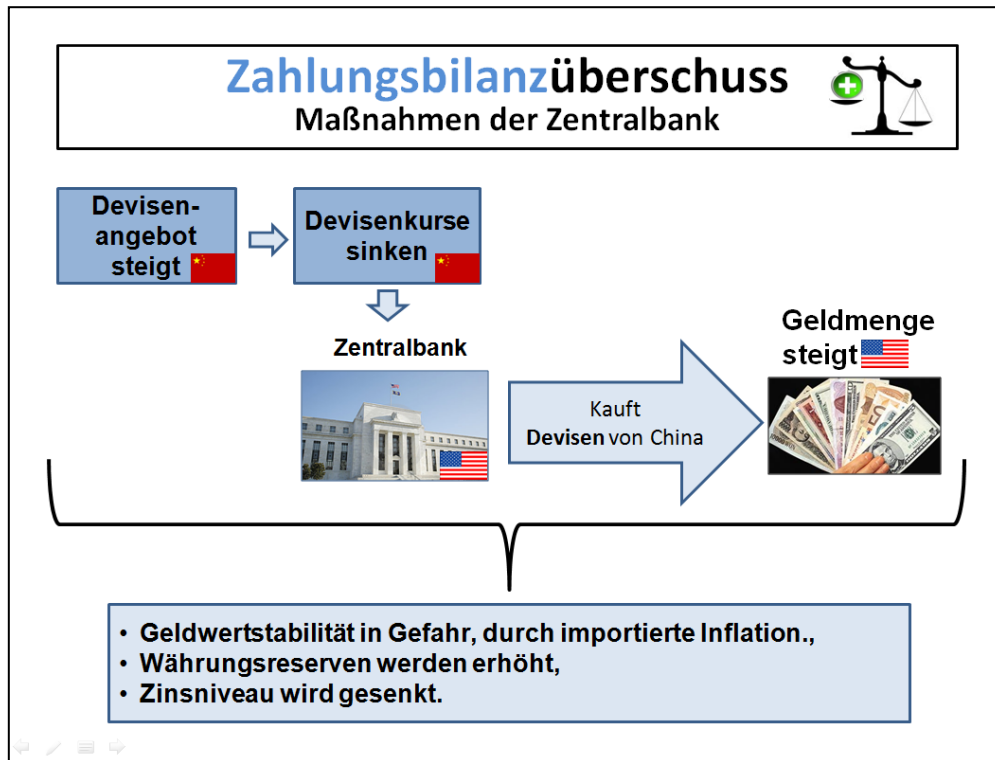 Zahlungsbilanzüberschuss
Maßnahmen der Zentralbank
Devisen-
angebot
steigt
Devisenkurse
sinken
Zentralbank
Kauft
Devisen von China
Geldmenge
steigt
• Geldwertstabilität in Gefahr, durch importierte Inflation.,
• Währungsreserven werden erhöht,
• Zinsniveau wird gesenkt.